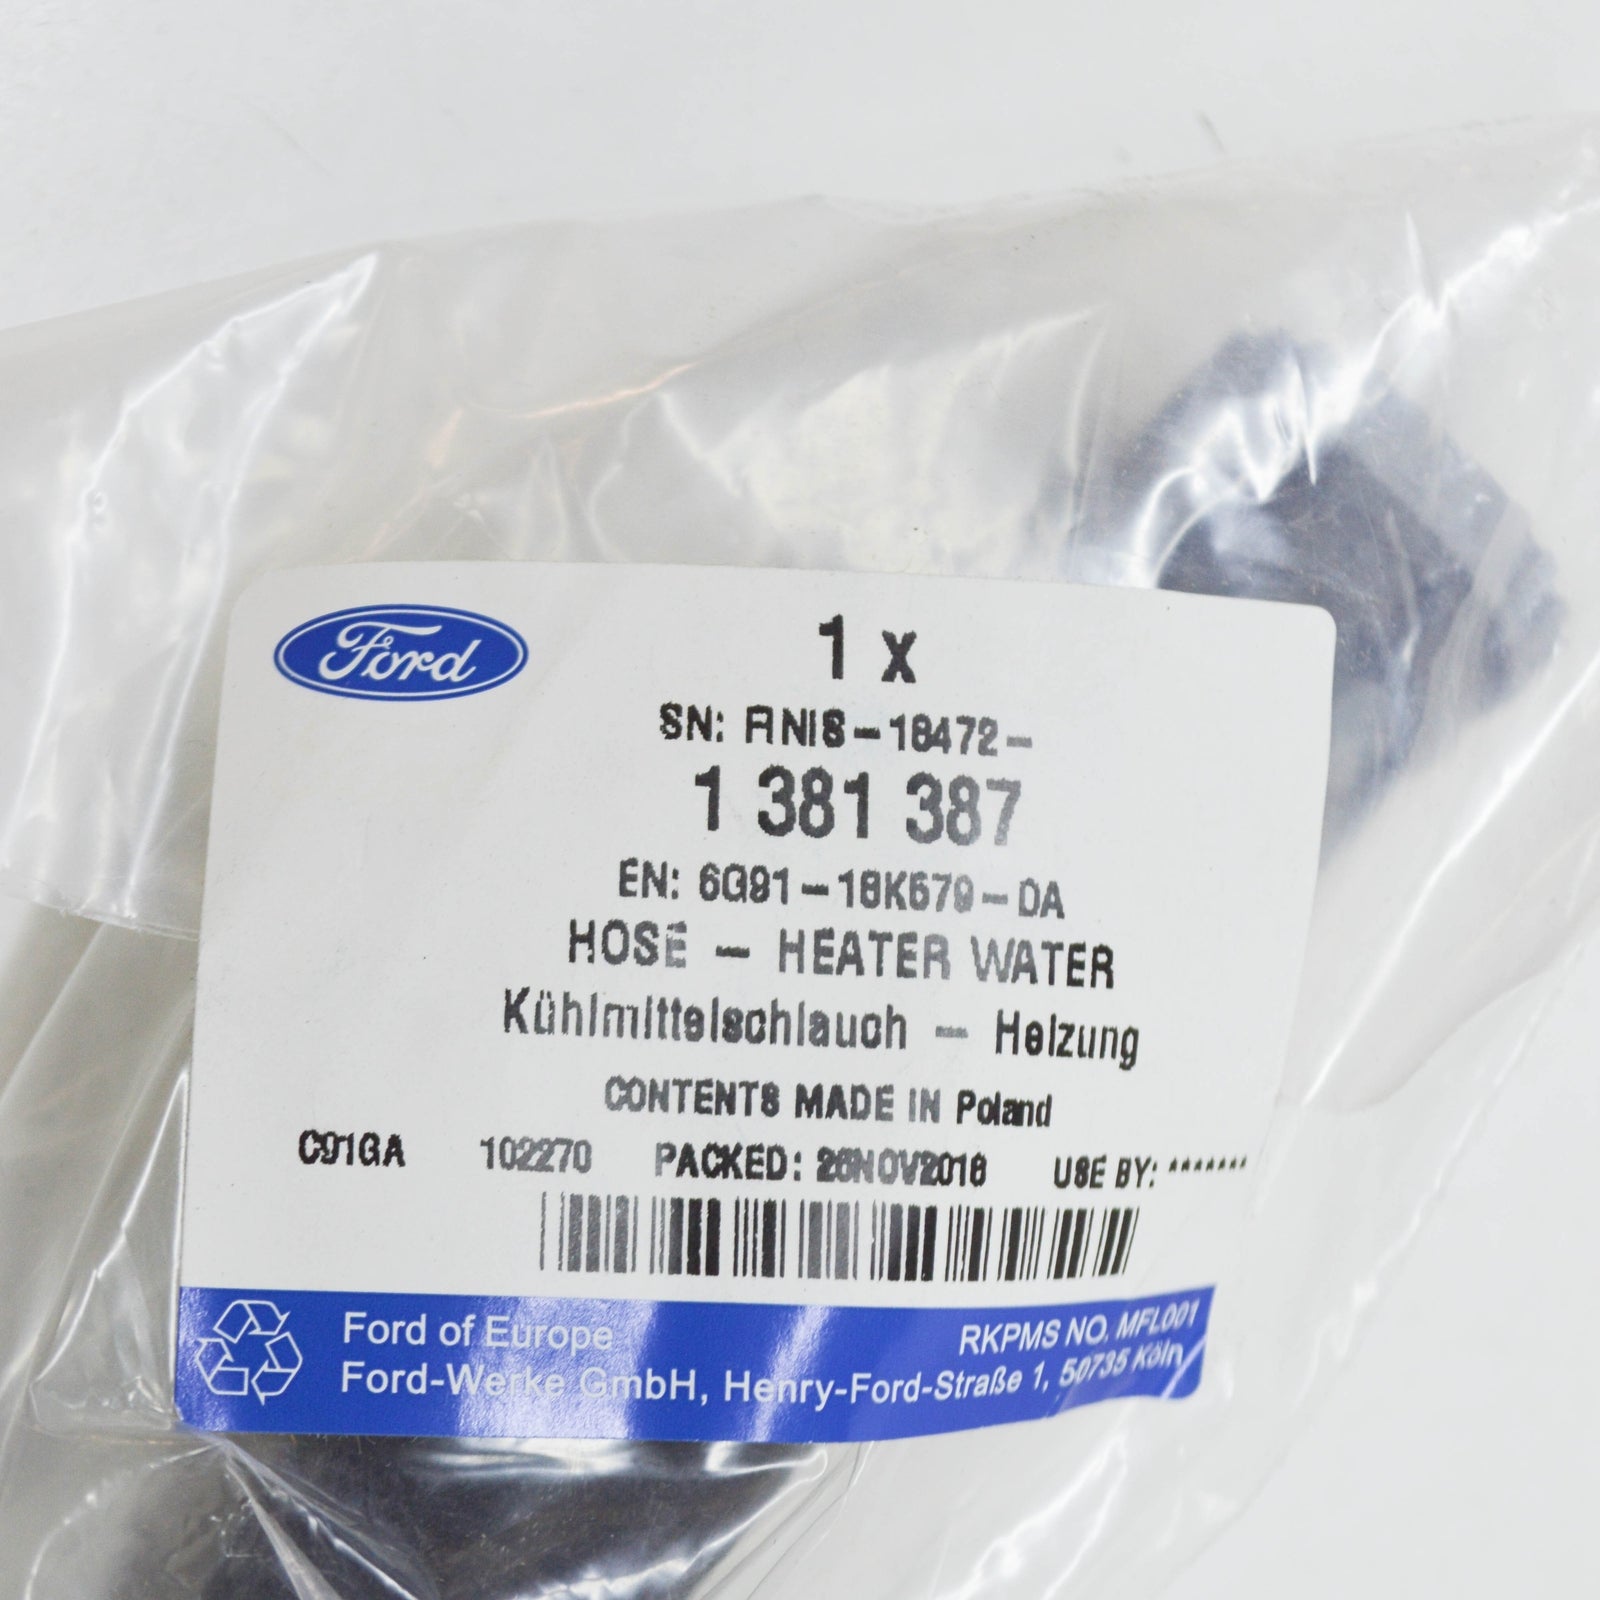 Ford
1 x
SN: FINIS-18472-
1 381 387
EN: 6G91-18K579-DA
HOSE - HEATER WATER
Kühlmittelschlauch - Heizung
CONTENTS MADE IN Poland
C91GA 102270 PACKED: USE BY: *******
Ford of Europe RKPMS NO. MFL001
Ford-Werke GmbH, Henry-Ford-Straße 1, 50735 Köln